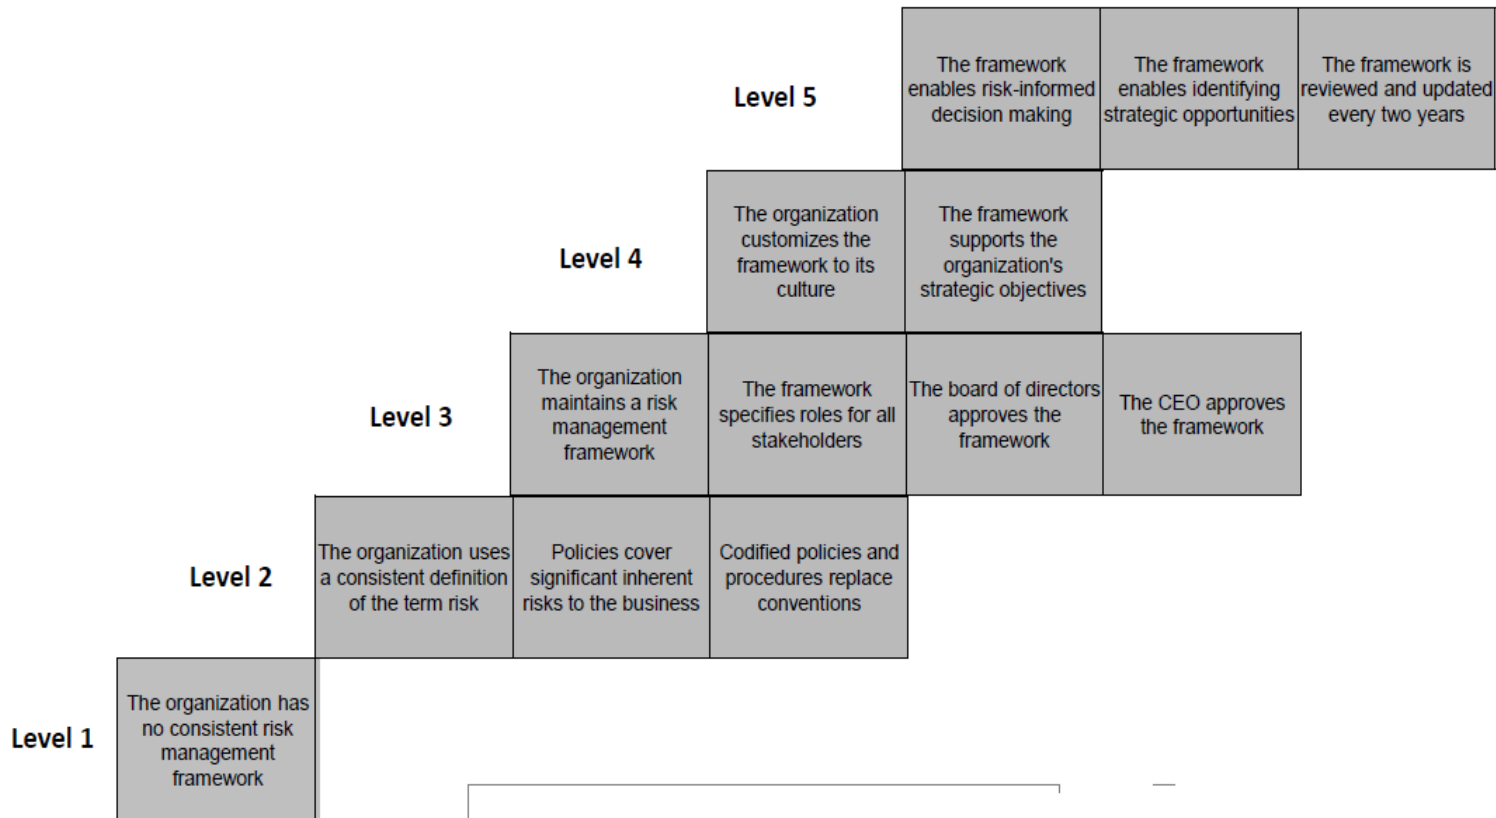 Level 5
The framework
enables risk-informed
decision making
The framework
enables identifying
strategic opportunities
The framework is
reviewed and updated
every two years
Level 4
The organization
customizes the
framework to its
culture
The framework
supports the
organization's
strategic objectives
Level 3
The organization
maintains a risk
management
framework
The framework
specifies roles for all
stakeholders
The board of directors
approves the
framework
The CEO approves
the framework
Level 2
The organization uses
a consistent definition
of the term risk
Policies cover
significant inherent
risks to the business
Codified policies and
procedures replace
conventions
Level 1
The organization has
no consistent risk
management
framework